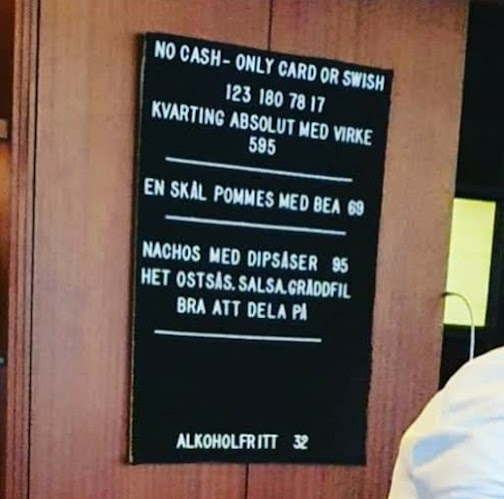 NO CASH - ONLY CARD OR SWISH
123 180 78 17
KVARTING ABSOLUT MED VIRKE
595
EN SKÅL POMMES MED BEA 69
NACHOS MED DIPSÅSER 95
HET OSTSÅS. SALSA. GRÄDDFIL
BRA ATT DELA PÅ
ALKOHOLFRITT 32